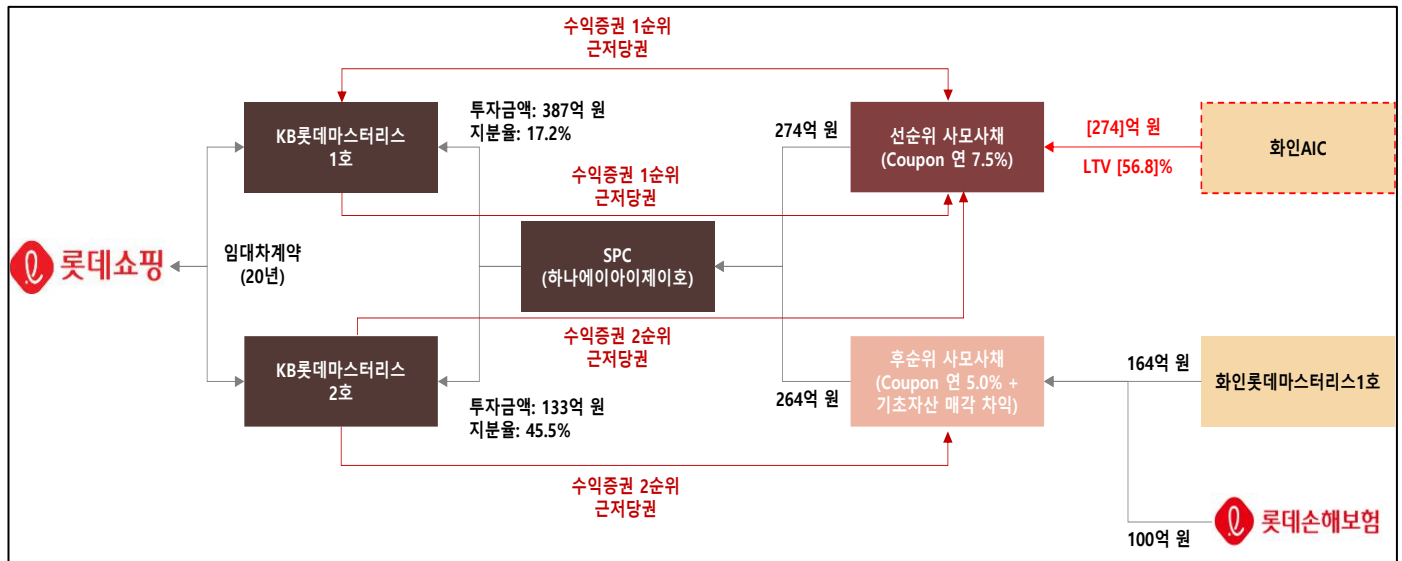 수익증권 1순위
근저당권
KB롯데마스터리스
1호
투자금액: 387억 원
지분율: 17.2%
274억 원
선순위 사모사채
(Coupon 연 7.5%)
[274]억 원
LTV [56.8]%
화인AIC
수익증권 1순위
근저당권
롯데쇼핑
임대차계약
(20년)
SPC
(하나에이아이제이호)
수익증권 2순위
근저당권
KB롯데마스터리스
2호
투자금액: 133억 원
지분율: 45.5%
264억 원
후순위 사모사채
(Coupon 연 5.0% +
기초자산 매각 차익)
164억 원
화인롯데마스터리스1호
수익증권 2순위
근저당권
100억 원
롯데손해보험